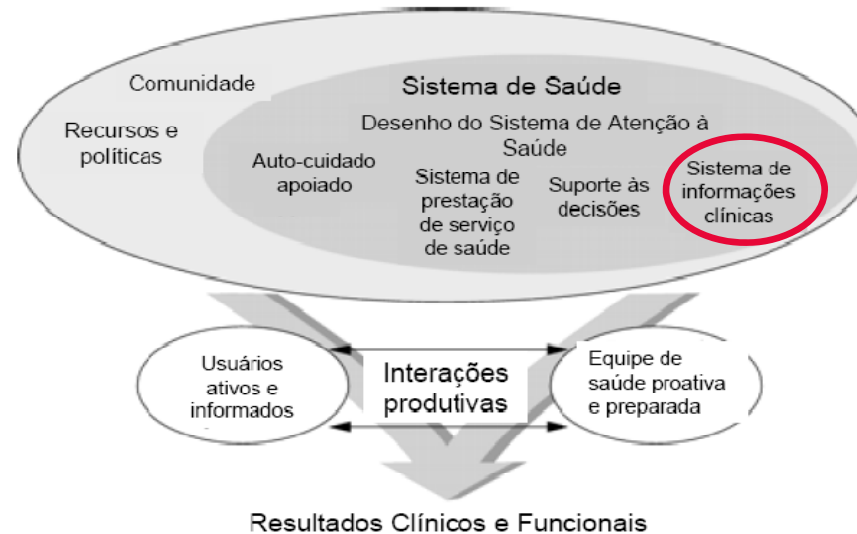 Comunidade
Recursos e
políticas
Sistema de Saúde
Desenho do Sistema de Atenção à
Saúde
Auto-cuidado
apoiado
Sistema de
prestação
de serviço
de saúde
Suporte às
decisões
Sistema de
informações
clínicas
Usuários
ativos e
informados
Interações
produtivas
Equipe de
saúde proativa
e preparada
Resultados Clínicos e Funcionais